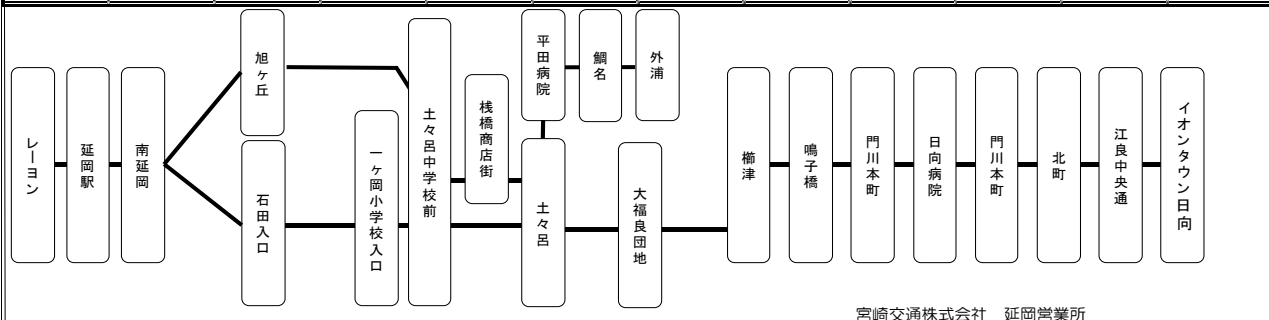 レーヨン
延岡駅
南延岡
旭ヶ丘
石田入口
一ヶ岡小学校入口
土々呂中学校前
桟橋商店街
平田病院
鯛名
外浦
土々呂
大福良団地
櫛津
鳴子橋
門川本町
日向病院
門川本町
北町
江良中央通
イオンタウン日向
宮崎交通株式会社　延岡営業所